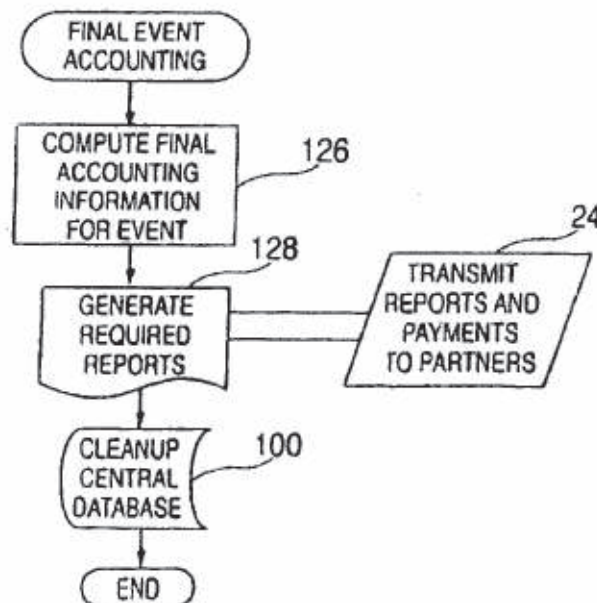 FINAL EVENT
ACCOUNTING
COMPUTE FINAL
ACCOUNTING
INFORMATION
FOR EVENT
126
128
GENERATE
REQUIRED
REPORTS
24
TRANSMIT
REPORTS AND
PAYMENTS
TO PARTNERS
CLEANUP
CENTRAL
DATABASE
100
END